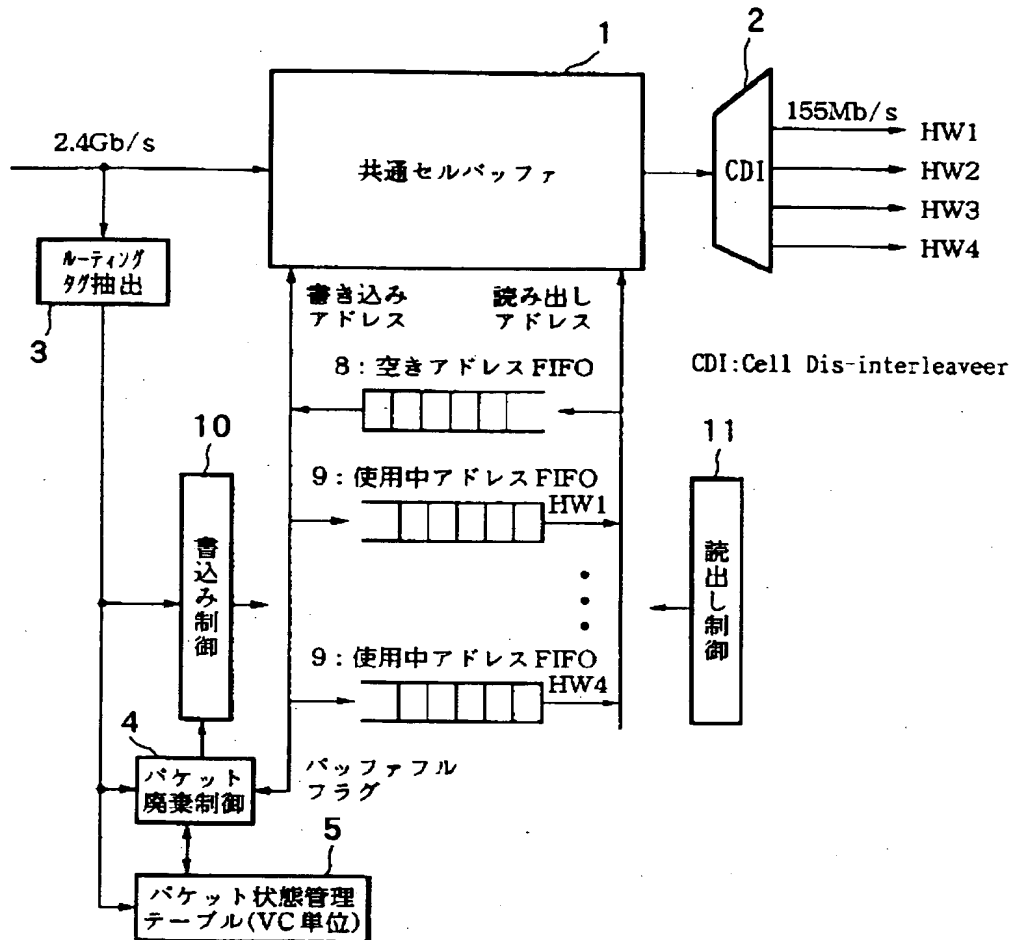 1
2
2.4Gb/s
共通セルバッファ
CDI
155Mb/s
HW1
HW2
HW3
HW4
ルーティング
タグ抽出
3
書き込み
アドレス
読み出し
アドレス
8:空きアドレスFIFO
CDI:Cell Dis-interleaveer
10
書込み制御
9:使用中アドレスFIFO
HW1
11
読出し制御
9:使用中アドレスFIFO
HW4
4
パケット
廃棄制御
バッファフル
フラグ
5
パケット状態管理
テーブル(VC単位)